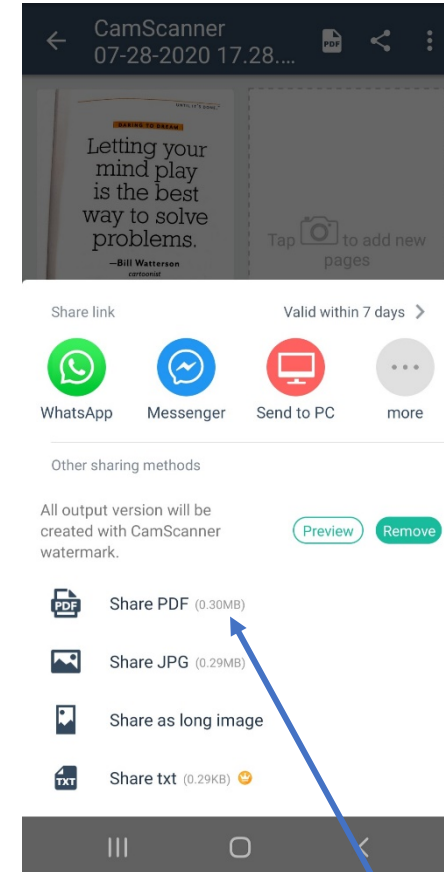 CamScanner
07-28-2020 17.28....
PDF
MAKING TO DREAM
Letting your
mind play
is the best
way to solve
problems.
—Bill Watterson
cartoonist
Tap to add new
pages
Share link
Valid within 7 days
WhatsApp
Messenger
Send to PC
more
Other sharing methods
All output version will be
created with CamScanner
watermark.
Preview
Remove
PDF
Share PDF (0.30MB)
Share JPG (0.29MB)
Share as long image
TXT
Share txt (0.29KB)